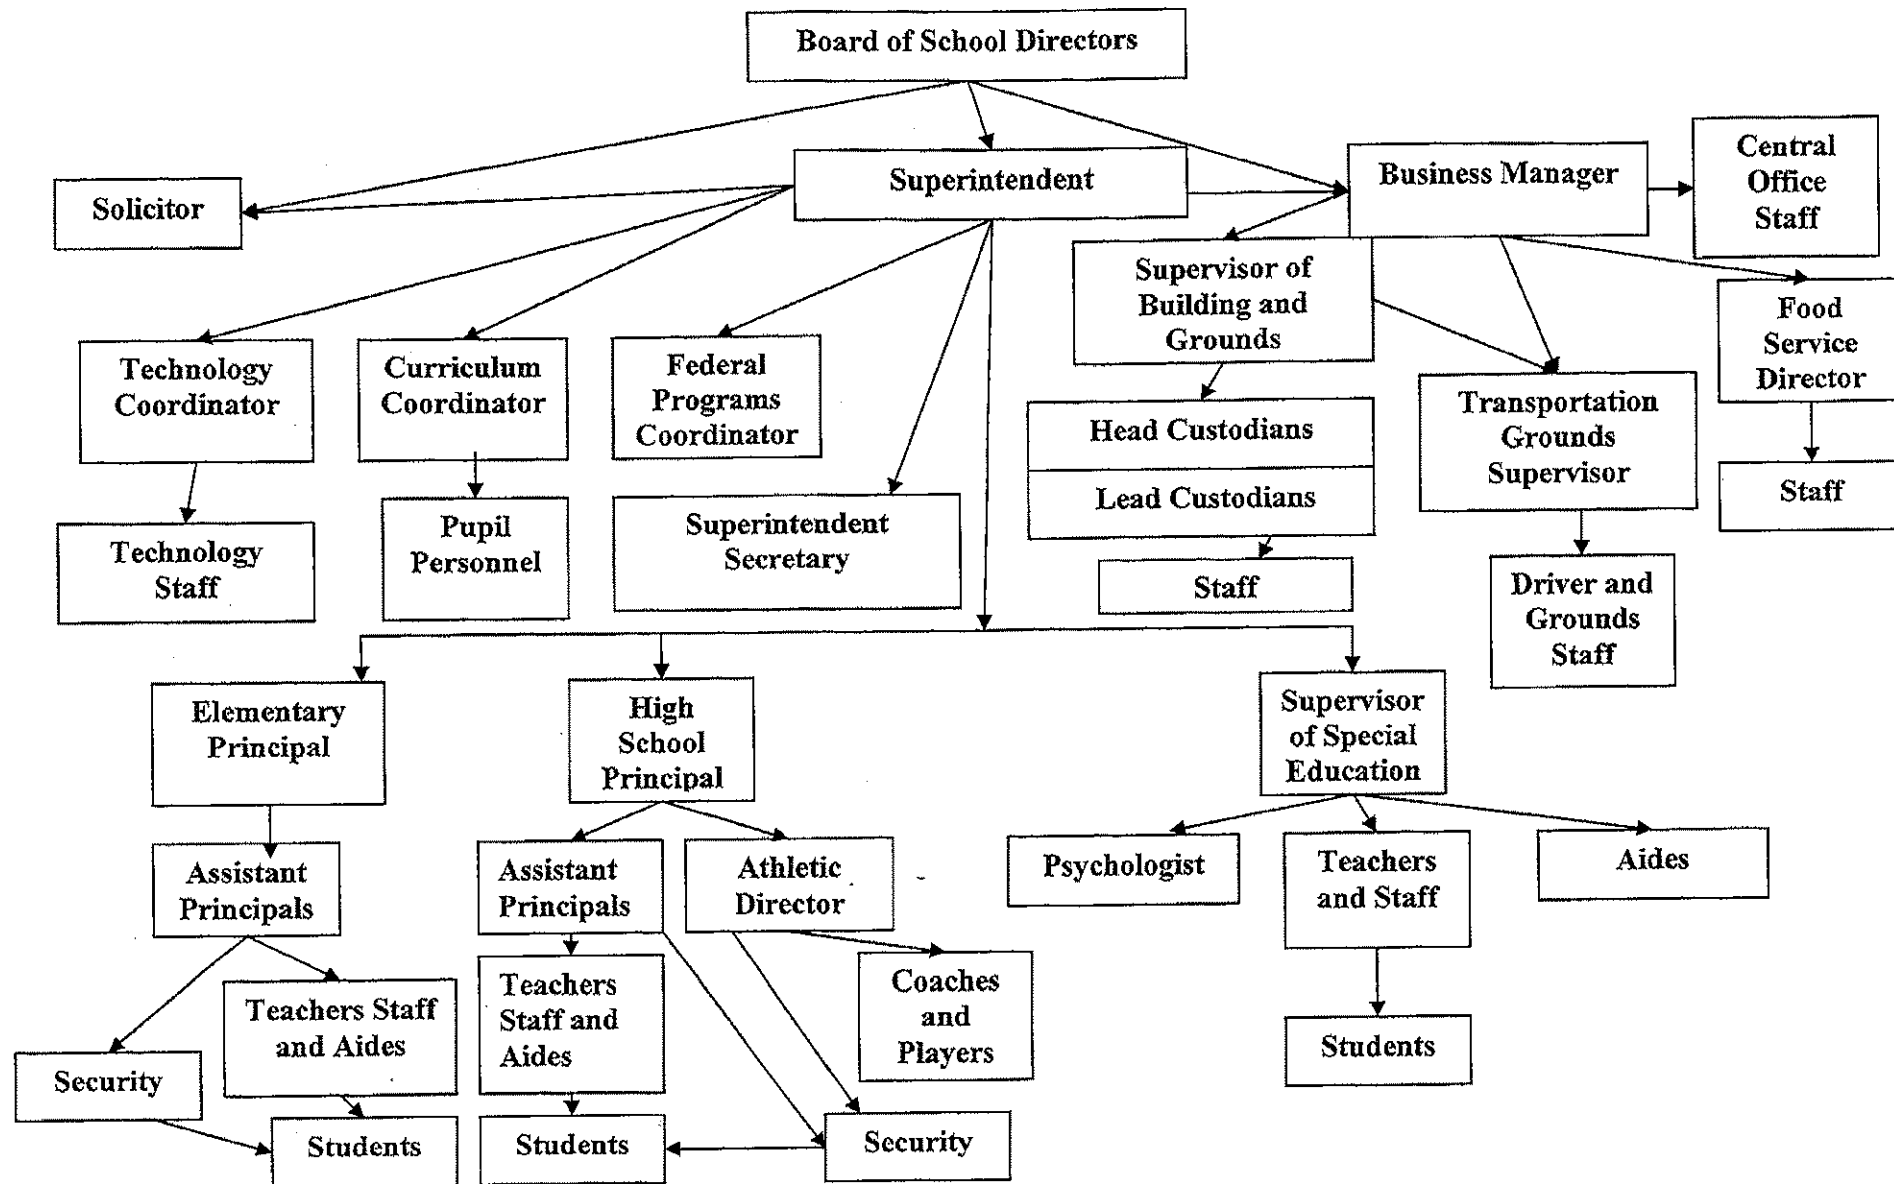 Board of School Directors
Solicitor
Superintendent
Business Manager
Central
Office
Staff
Technology
Coordinator
Curriculum
Coordinator
Federal
Programs
Coordinator
Supervisor of
Building and
Grounds
Food
Service
Director
Head Custodians
Lead Custodians
Transportation
Grounds
Supervisor
Staff
Technology
Staff
Pupil
Personnel
Superintendent
Secretary
Staff
Driver and
Grounds
Staff
Elementary
Principal
High
School
Principal
Supervisor
of Special
Education
Assistant
Principals
Assistant
Principals
Athletic
Director
Psychologist
Teachers
and Staff
Aides
Security
Teachers Staff
and Aides
Teachers
Staff and
Aides
Coaches
and
Players
Students
Students
Students
Security